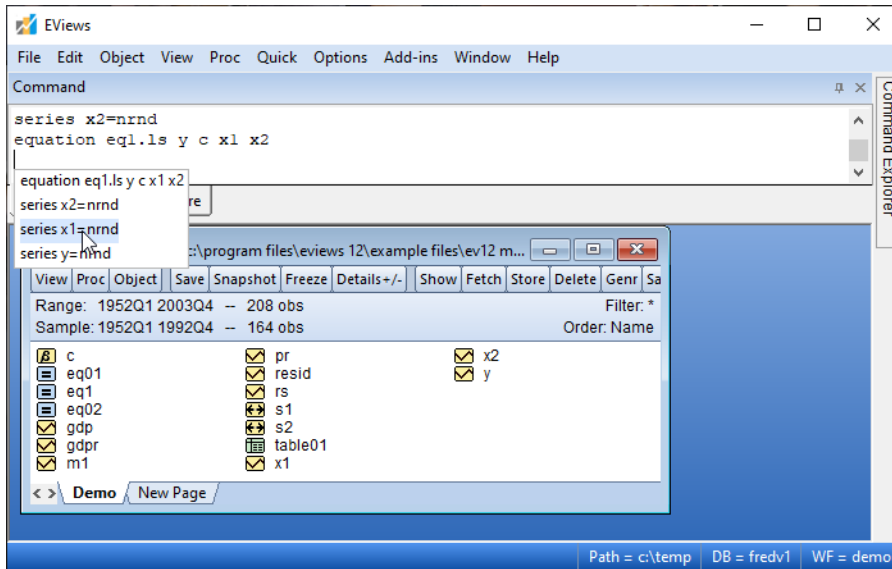 EViews
File Edit Object View Proc Quick Options Add-ins Window Help
Command
series x2=nrnd
equation eq1.ls y c x1 x2
equation eq1.ls y c x1 x2
series x2=nrnd
series x1=nrnd
series y=nrnd
re
Command Explorer
:\program files\eviews 12\example files\ev12 m...
View Proc Object Save Snapshot Freeze Details+/- Show Fetch Store Delete Genr Sa
Range: 1952Q1 2003Q4 -- 208 obs Filter: *
Sample: 1952Q1 1992Q4 -- 164 obs Order: Name
β c pr x2
eq01 resid y
eq1 rs
eq02 s1
gdp s2
gdpr table01
m1 x1
< > Demo New Page
Path = c:\temp DB = fredv1 WF = demo